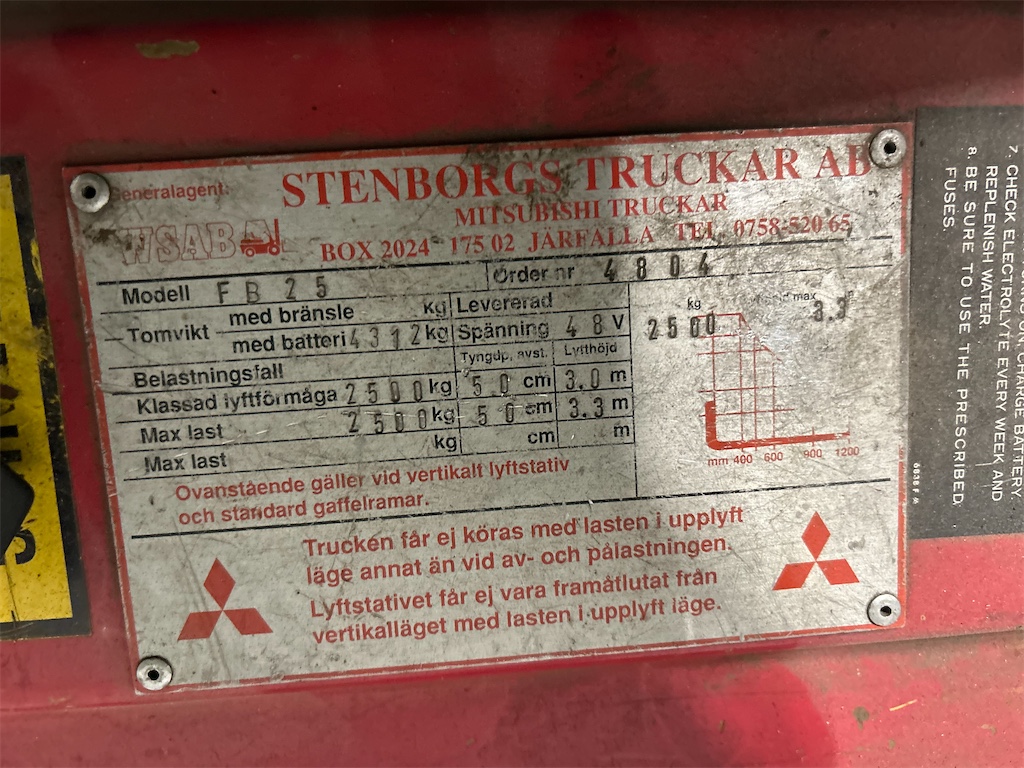 Generalagent:
STENBORGS TRUCKAR AB
MITSUBISHI TRUCKAR
WSAB
BOX 2024 175 02 JÄRFÄLLA TEL 0758-520 65
Modell FB25 Order nr 4804
Tomvikt med bränsle kg Levererad
med batteri 4312 kg Spänning 48 V
Belastningsfall Tyngdp. avst. Lyfthöjd
Klassad lyftförmåga 2500 kg 50 cm 3.0 m
Max last 2500 kg 50 cm 3.3 m
Max last kg cm m
kg max
2500 3.3
mm 400 600 900 1200
Ovanstående gäller vid vertikalt lyftstativ
och standard gaffelramar.
Trucken får ej köras med lasten i upplyft
läge annat än vid av- och pålastningen.
Lyftstativet får ej vara framåtlutat från
vertikalläget med lasten i upplyft läge.
ON, CHARGE BATTERY.
7. CHECK ELECTROLYTE EVERY WEEK AND
REPLENISH WATER.
8. BE SURE TO USE THE PRESCRIBED
FUSES.